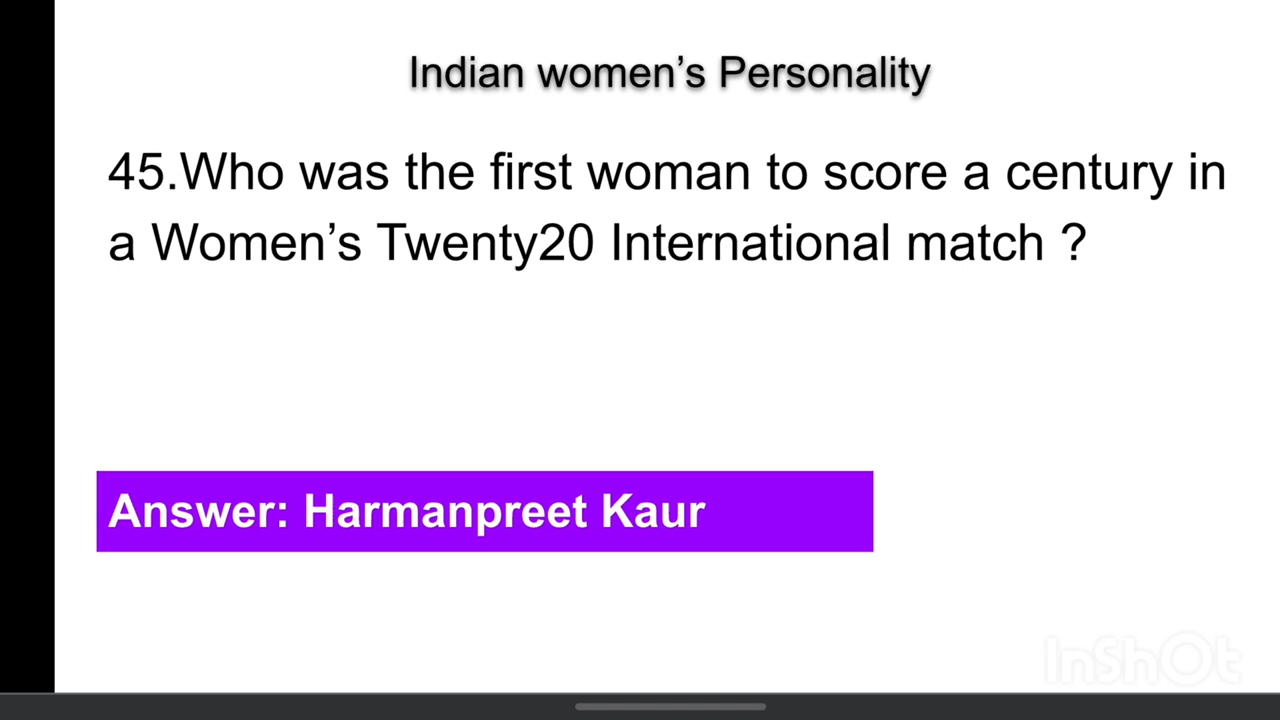 Indian women’s Personality
45.Who was the first woman to score a century in
a Women’s Twenty20 International match ?
Answer: Harmanpreet Kaur
InShOt